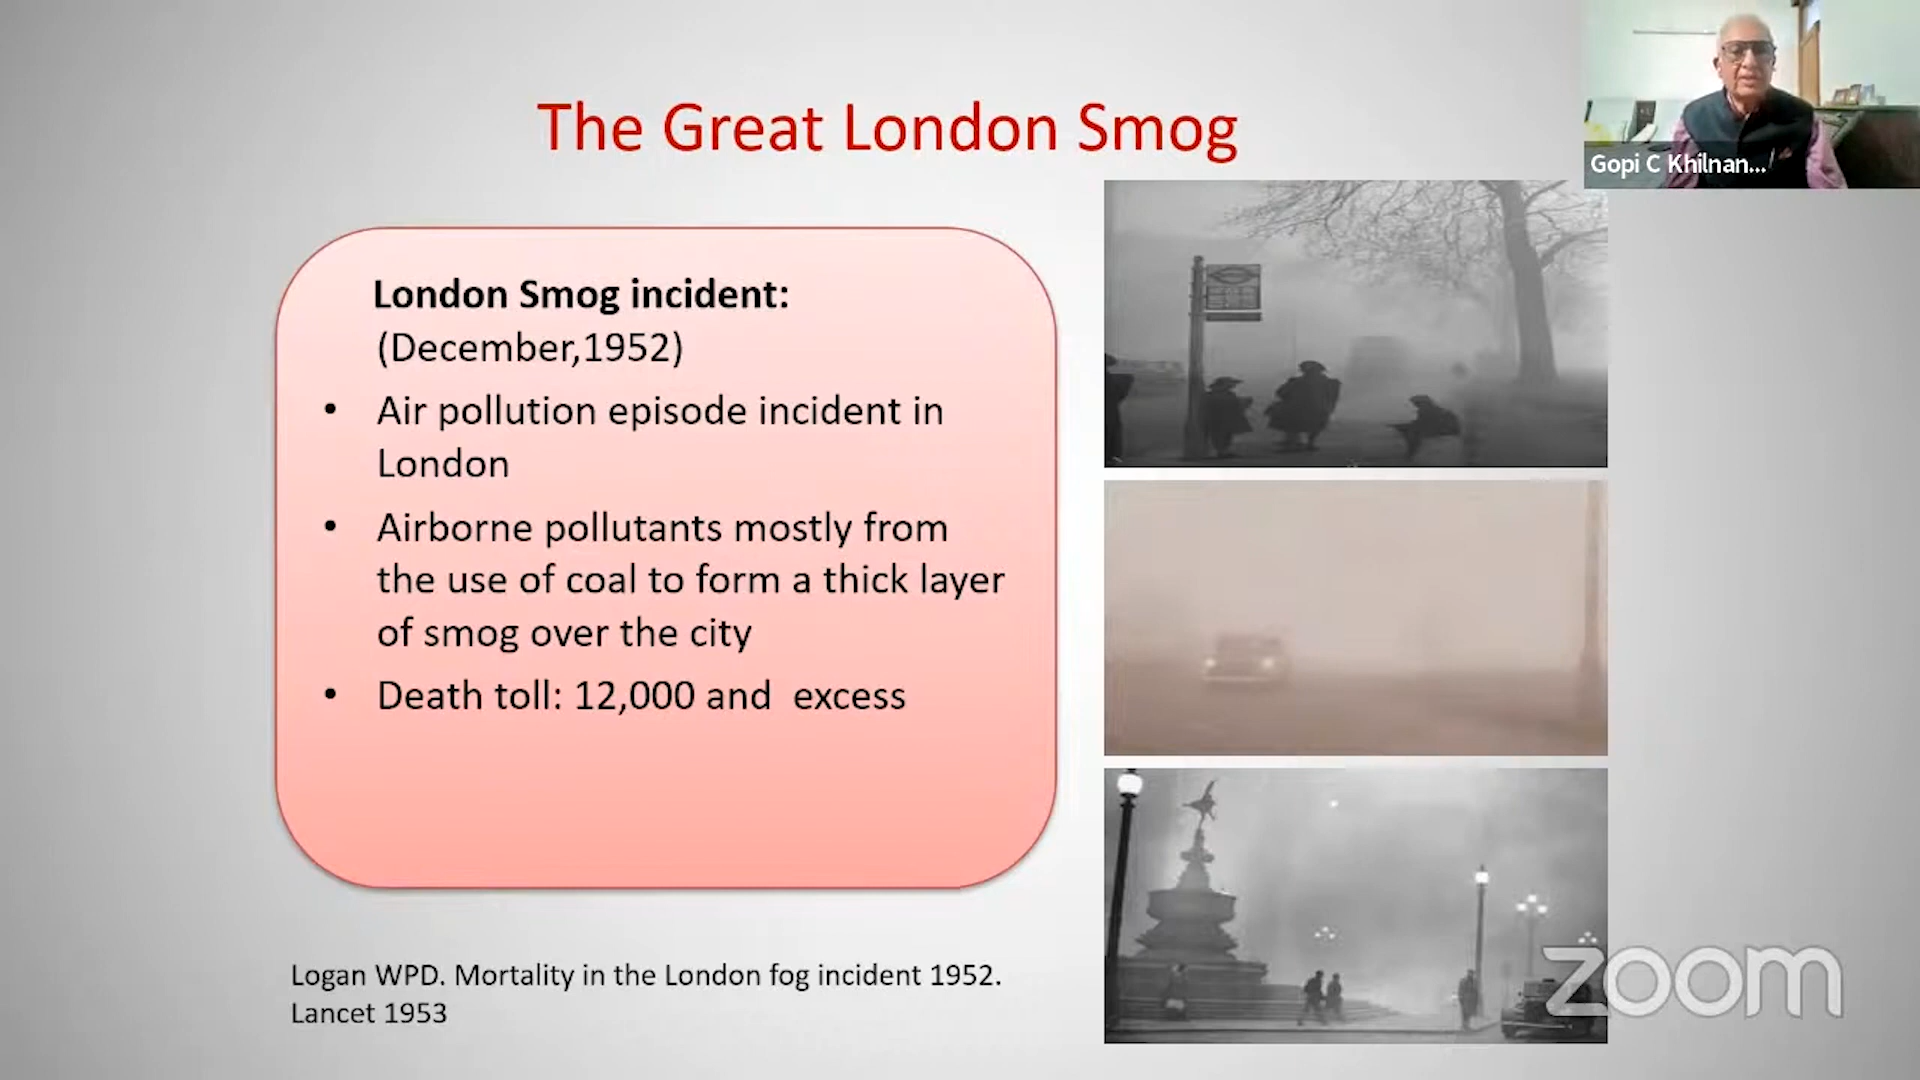 The Great London Smog
Gopi C Khilnan...
London Smog incident:
(December,1952)
• Air pollution episode incident in
London
• Airborne pollutants mostly from
the use of coal to form a thick layer
of smog over the city
• Death toll: 12,000 and  excess
Logan WPD. Mortality in the London fog incident 1952.
Lancet 1953
zoom